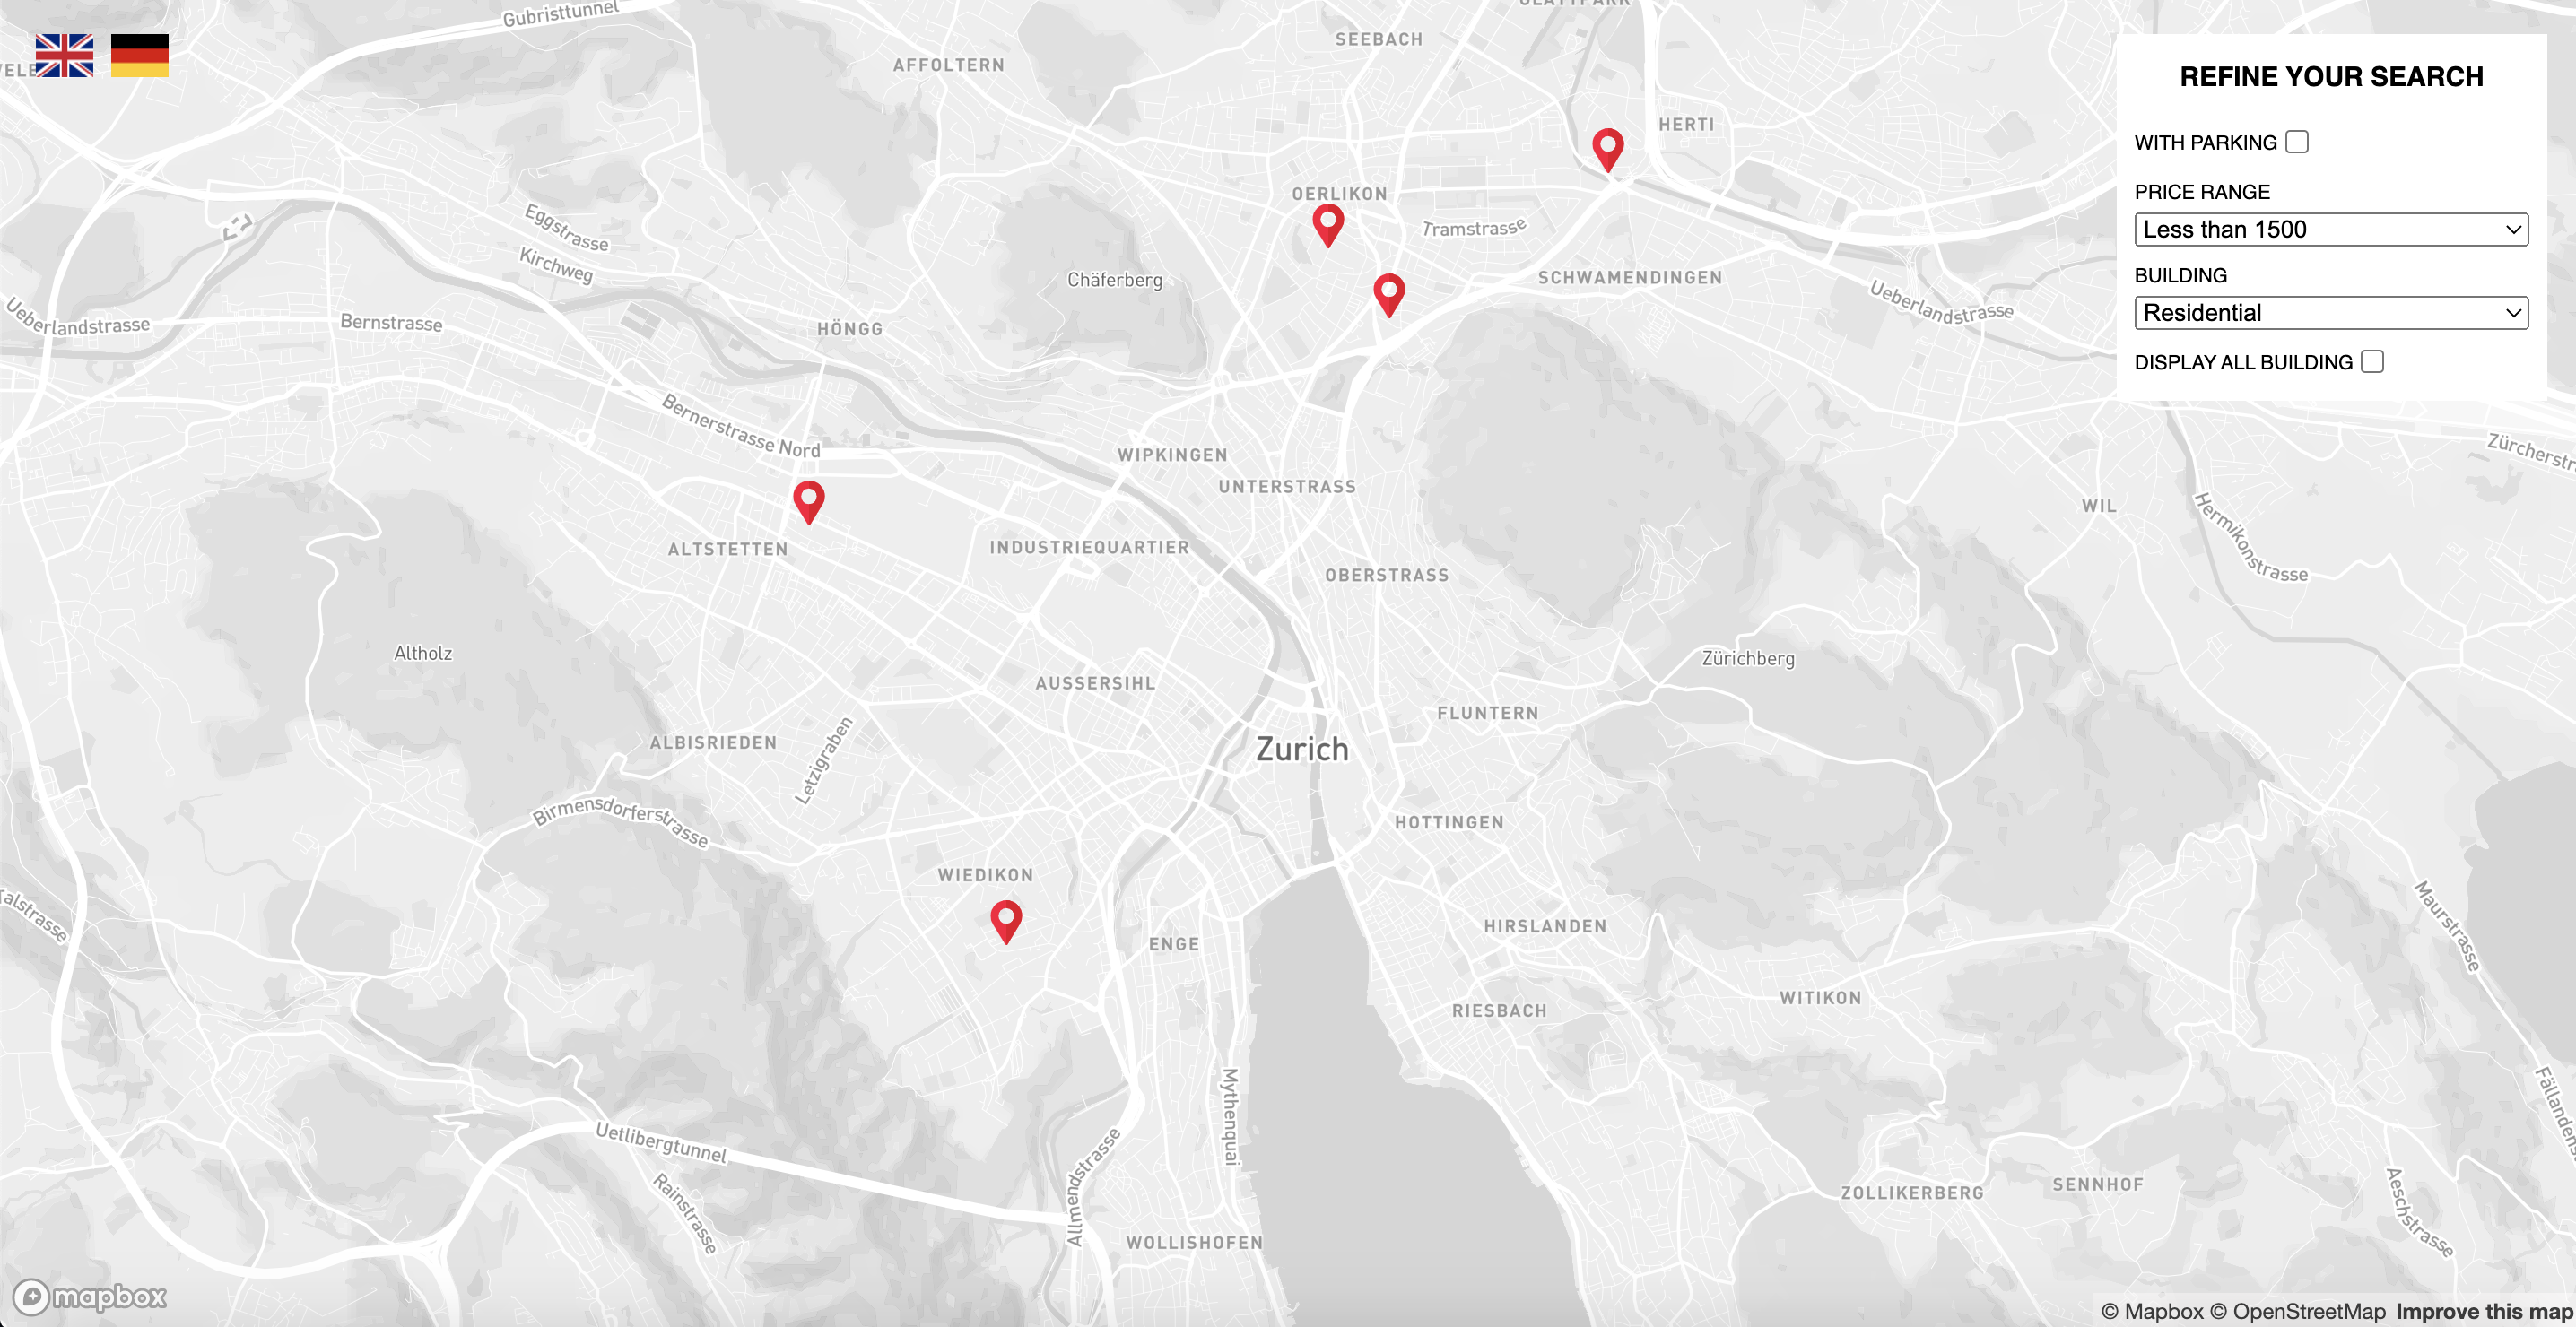 Gubristtunnel
SEEBACH
AFFOLTERN
REFINE YOUR SEARCH
HERTI
WITH PARKING
OERLIKON
PRICE RANGE
Eggstrasse
Tramstrasse
Less than 1500
Kirchweg
Chäferberg
SCHWAMENDINGEN
BUILDING
Ueberlandstrasse
Ueberlandstrasse
Bernstrasse
HÖNGG
Residential
DISPLAY ALL BUILDING
Bernerstrasse Nord
WIPKINGEN
UNTERSTRASS
WIL
Hermikonstrasse
ALTSTETTEN
INDUSTRIEQUARTIER
OBERSTRASS
Altholz
Zürichberg
AUSSERSIHL
FLUNTERN
ALBISRIEDEN
Letzigraben
Zurich
Birmensdorferstrasse
HOTTINGEN
WIEDIKON
Maurstrasse
HIRSLANDEN
ENGE
WITIKON
RIESBACH
Mythenquai
Uetlibergtunnel
Allmendstrasse
Rainstrasse
ZOLLIKERBERG
SENNHOF
Aeschstrasse
WOLLISHOFEN
mapbox
© Mapbox © OpenStreetMap Improve this map